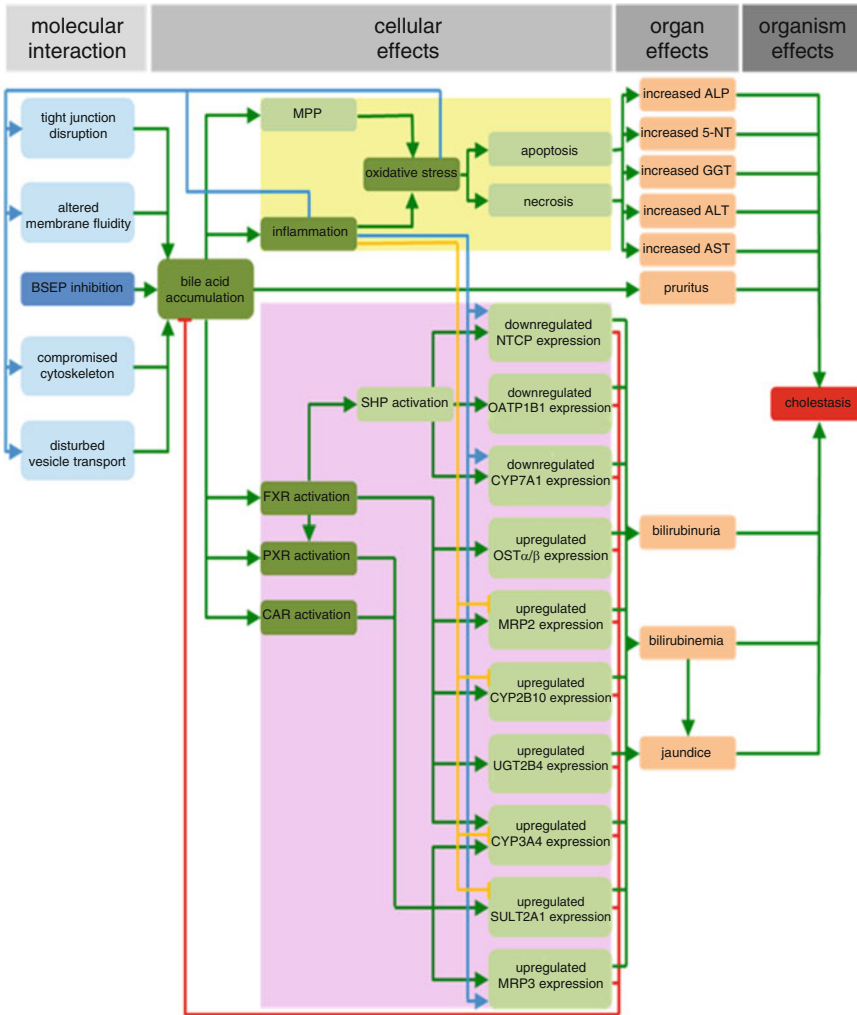 molecular
interaction
cellular
effects
organ
effects
organism
effects
tight junction
disruption
altered
membrane fluidity
BSEP inhibition
compromised
cytoskeleton
disturbed
vesicle transport
bile acid
accumulation
MPP
oxidative stress
inflammation
apoptosis
necrosis
SHP activation
FXR activation
PXR activation
CAR activation
downregulated
NTCP expression
downregulated
OATP1B1 expression
downregulated
CYP7A1 expression
upregulated
OSTα/β expression
upregulated
MRP2 expression
upregulated
CYP2B10 expression
upregulated
UGT2B4 expression
upregulated
CYP3A4 expression
upregulated
SULT2A1 expression
upregulated
MRP3 expression
increased ALP
increased 5-NT
increased GGT
increased ALT
increased AST
pruritus
bilirubinuria
bilirubinemia
jaundice
cholestasis